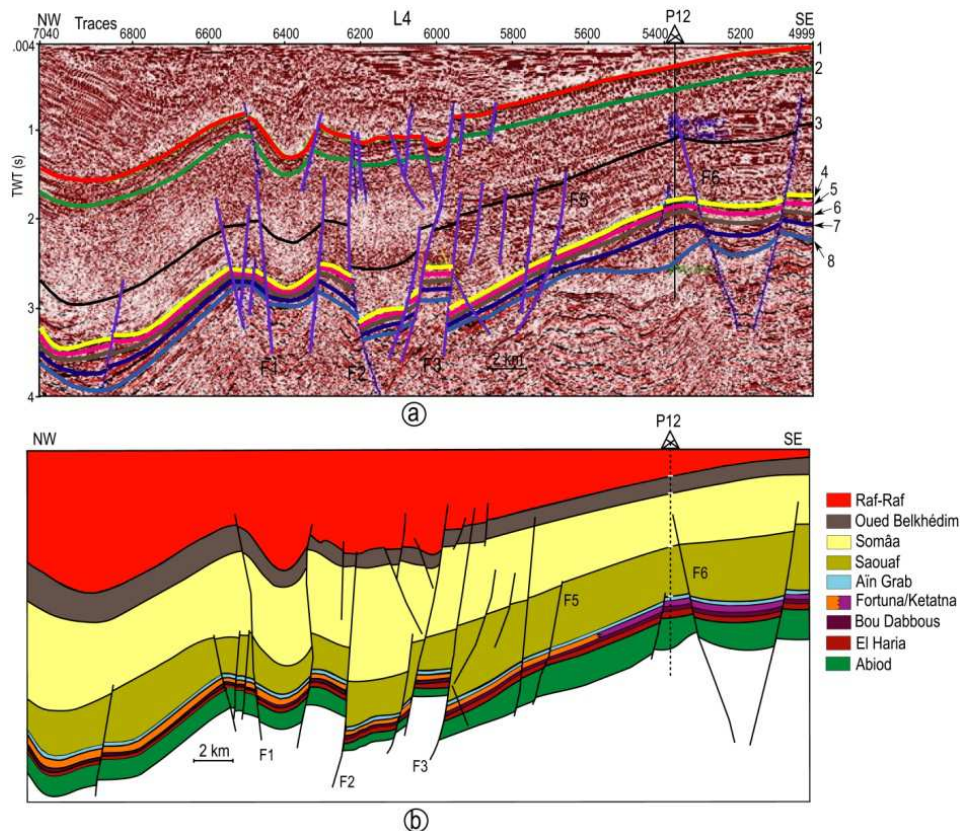 NW Traces L4 P12 SE
7040 6800 6600 6400 6200 6000 5800 5600 5400 5200 4999
.004
1
2
3
4
TWT (s)
1
2
3
4
5
6
7
8
F1
F2
F3
F5
F6
2 km
a
NW P12 SE
F1
F2
F3
F5
F6
2 km
Raf-Raf
Oued Belkhédim
Somâa
Saouaf
Aïn Grab
Fortuna/Ketatna
Bou Dabbous
El Haria
Abiod
b